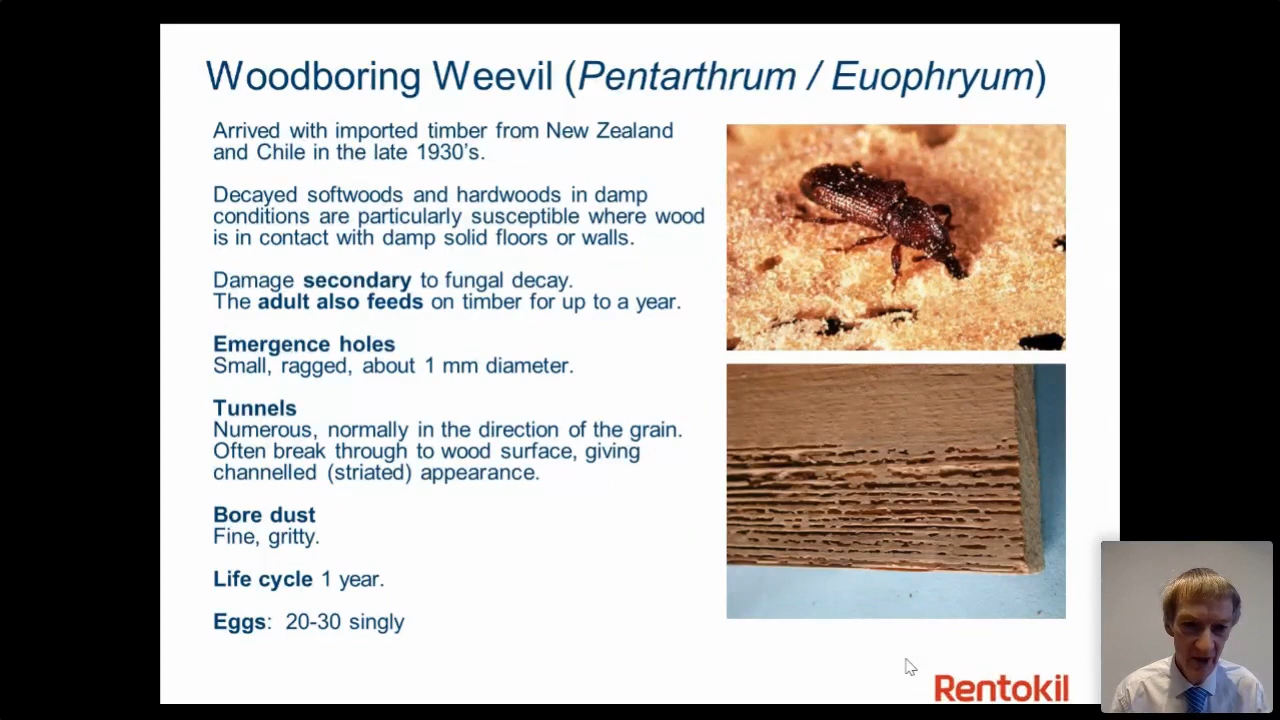 Woodboring Weevil (Pentarthrum / Euophryum)
Arrived with imported timber from New Zealand
and Chile in the late 1930's.
Decayed softwoods and hardwoods in damp
conditions are particularly susceptible where wood
is in contact with damp solid floors or walls.
Damage secondary to fungal decay.
The adult also feeds on timber for up to a year.
Emergence holes
Small, ragged, about 1 mm diameter.
Tunnels
Numerous, normally in the direction of the grain.
Often break through to wood surface, giving
channelled (striated) appearance.
Bore dust
Fine, gritty.
Life cycle 1 year.
Eggs: 20-30 singly
Rentokil